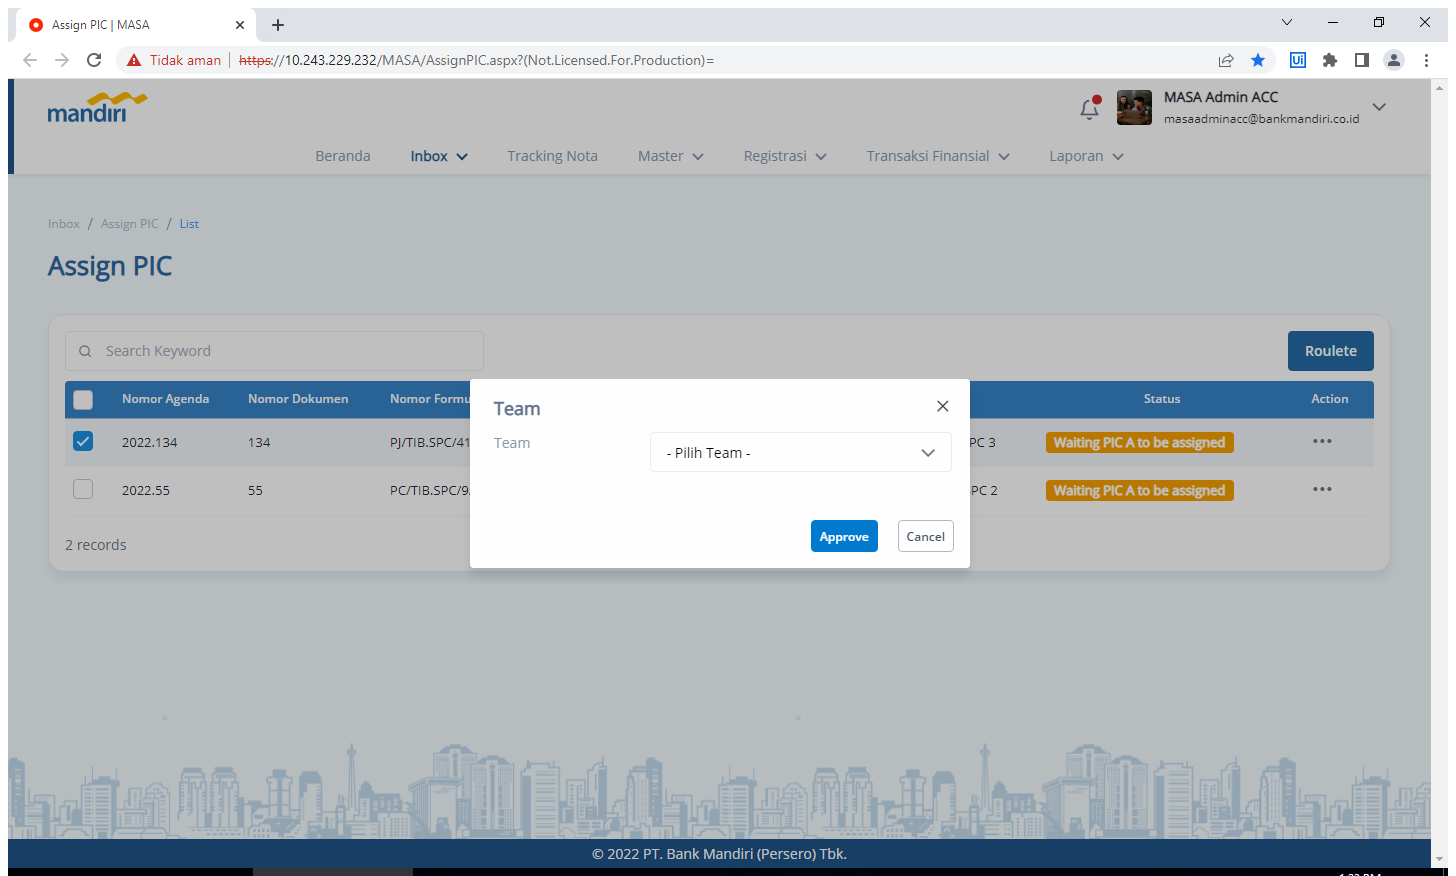 Assign PIC | MASA
Tidak aman https://10.243.229.232/MASA/AssignPIC.aspx?(Not.Licensed.For.Production)=
Ui
mandiri
MASA Admin ACC
masaadminacc@bankmandiri.co.id
Beranda Inbox Tracking Nota Master Registrasi Transaksi Finansial Laporan
Inbox / Assign PIC / List
Assign PIC
Search Keyword
Roulete
Nomor Agenda Nomor Dokumen Nomor Formu Status Action
2022.134 134 PJ/TIB.SPC/41 PC 3 Waiting PIC A to be assigned
2022.55 55 PC/TIB.SPC/9 PC 2 Waiting PIC A to be assigned
2 records
Team
Team - Pilih Team -
Approve Cancel
© 2022 PT. Bank Mandiri (Persero) Tbk.